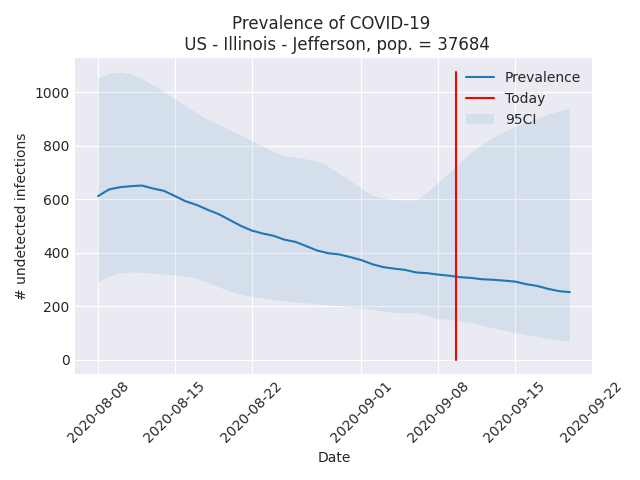 Prevalence of COVID-19
US - Illinois - Jefferson, pop. = 37684
Prevalence
Today
95CI
1000
800
600
400
200
0
# undetected infections
2020-08-08
2020-08-15
2020-08-22
2020-09-01
2020-09-08
2020-09-15
2020-09-22
Date